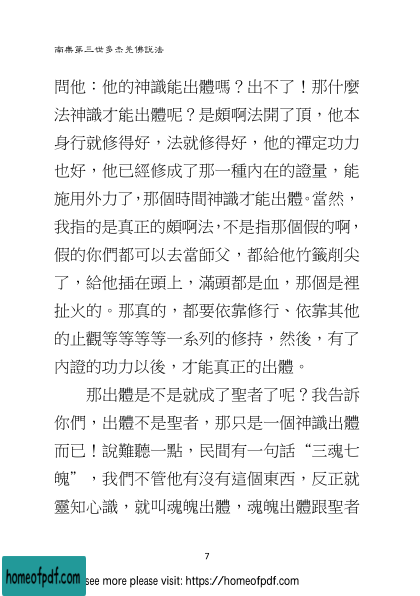 南無第三世多杰羌佛說法
問他：他的神識能出體嗎？出不了！那什麼
法神識才能出體呢？是頗啊法開了頂，他本
身行就修得好，法就修得好，他的禪定功力
也好，他已經修成了那一種內在的證量，能
施用外力了，那個時間神識才能出體。當然，
我指的是真正的頗啊法，不是指那個假的啊，
假的你們都可以去當師父，都給他竹籤削尖
了，給他插在頭上，滿頭都是血，那個是裡
扯火的。那真的，都要依靠修行、依靠其他
的止觀等等等等一系列的修持，然後，有了
內證的功力以後，才能真正的出體。
那出體是不是就成了聖者了呢？我告訴
你們，出體不是聖者，那只是一個神識出體
而已！說難聽一點，民間有一句話“三魂七
魄”，我們不管他有沒有這個東西，反正就
靈知心識，就叫魂魄出體，魂魄出體跟聖者
7
homeofpdf.com
see more please visit: https://homeofpdf.com